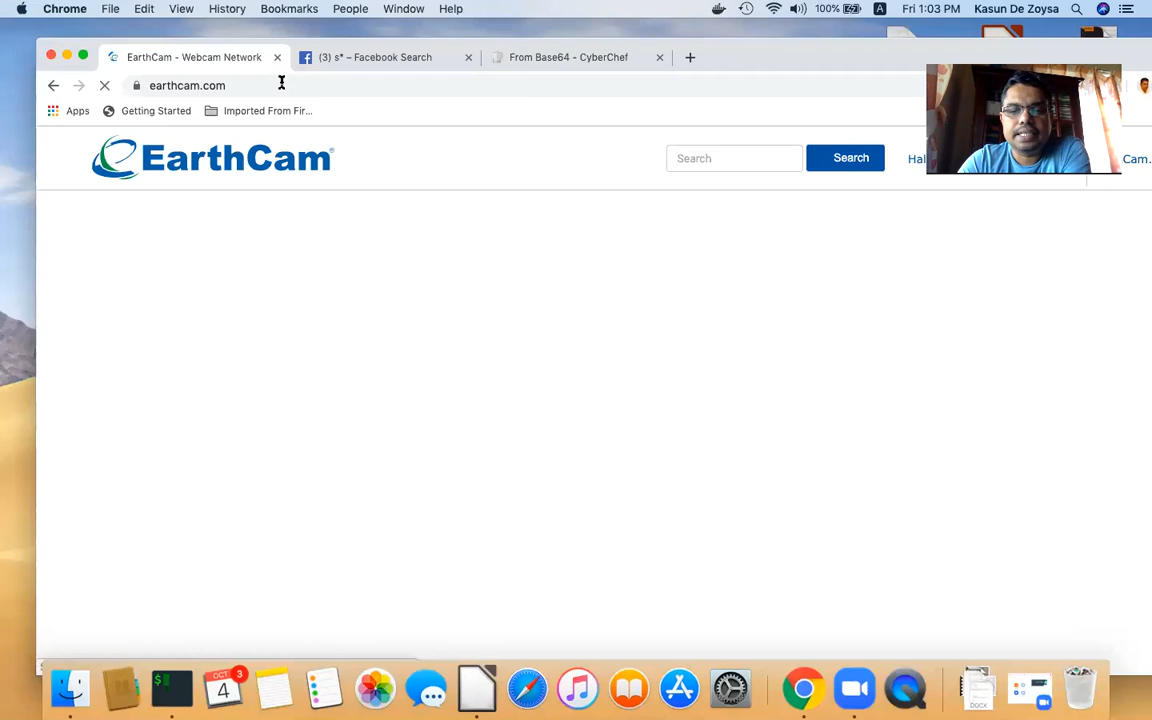 Chrome File Edit View History Bookmarks People Window Help 100% A Fri 1:03 PM Kasun De Zoysa
EarthCam - Webcam Network (3) s* – Facebook Search From Base64 - CyberChef
earthcam.com
Apps Getting Started Imported From Fir...
EarthCam® Search Search Hal Cam.
OCT
3
4
$
DOCX